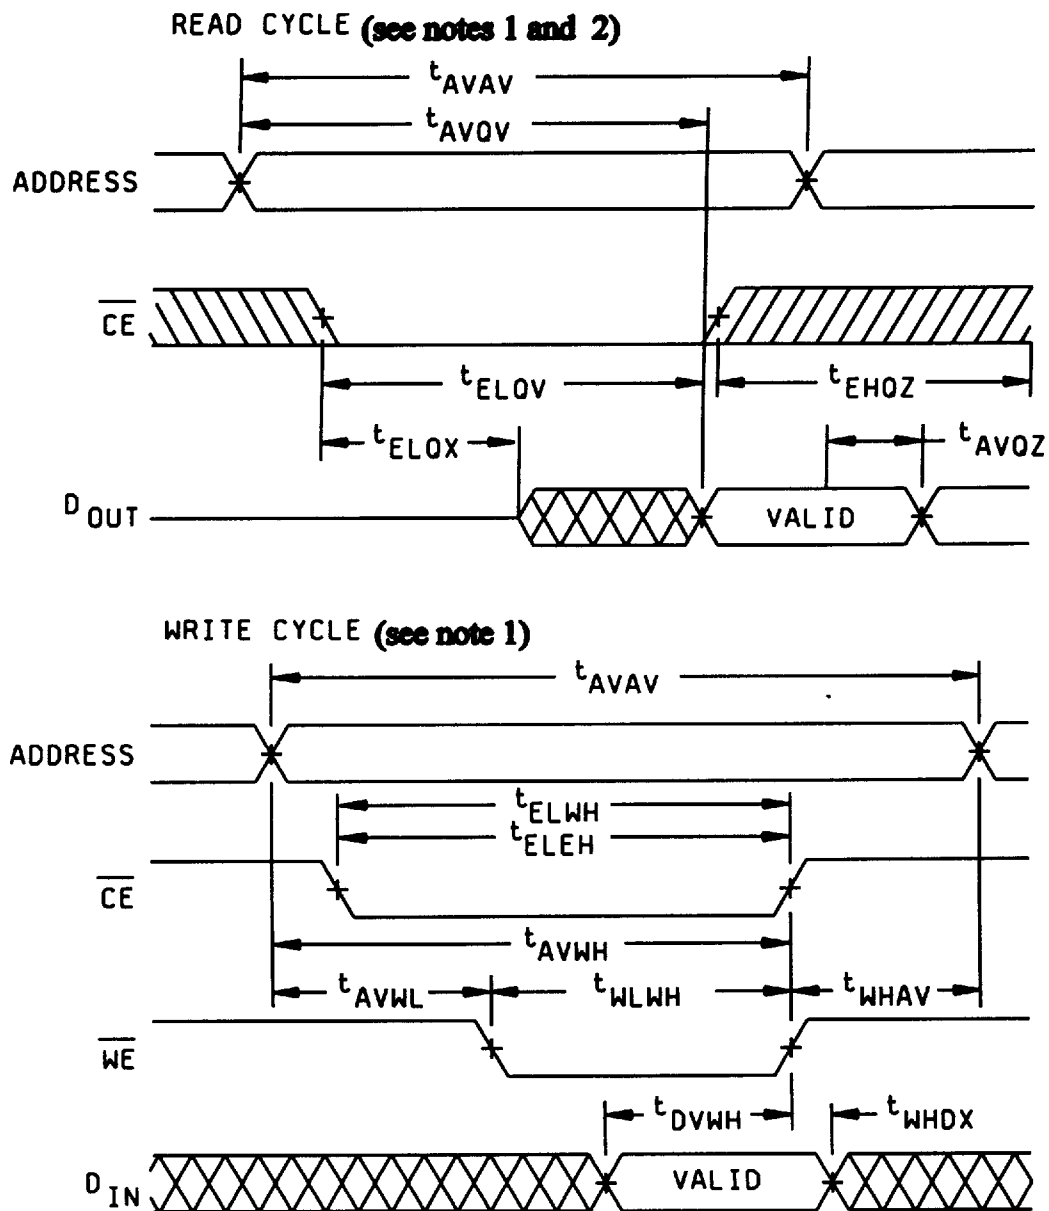 READ CYCLE (see notes 1 and 2)
tAVAV
tAVQV
ADDRESS
CE
tELQV
tEHQZ
tELQX
tAVQZ
DOUT
VALID
WRITE CYCLE (see note 1)
tAVAV
ADDRESS
tELWH
tELEH
CE
tAVWH
tAVWL
tWLWH
tWHAV
WE
tDVWH
tWHDX
DIN
VALID